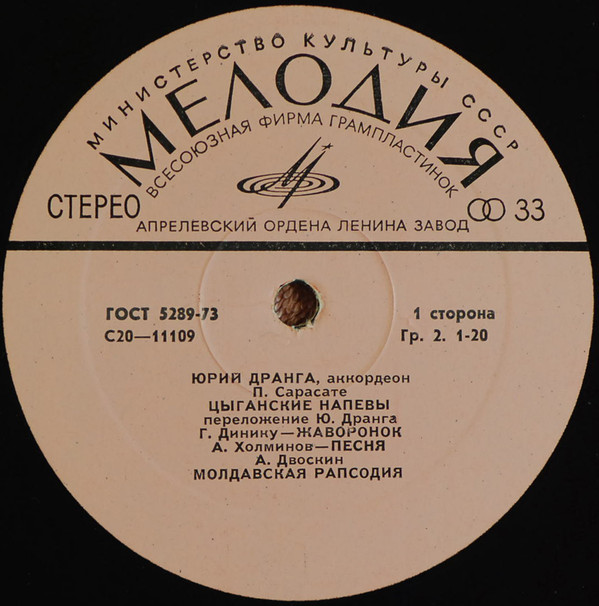 МИНИСТЕРСТВО КУЛЬТУРЫ СССР
МЕЛОДИЯ
ВСЕСОЮЗНАЯ ФИРМА ГРАМПЛАСТИНОК
СТЕРЕО
33
АПРЕЛЕВСКИЙ ОРДЕНА ЛЕНИНА ЗАВОД
ГОСТ 5289-73
1 сторона
С20—11109
Гр. 2. 1-20
ЮРИЙ ДРАНГА, аккордеон
П. Сарасате
ЦЫГАНСКИЕ НАПЕВЫ
переложение Ю. Дранга
Г. Динику—ЖАВОРОНОК
А. Холминов—ПЕСНЯ
А. Двоскин
МОЛДАВСКАЯ РАПСОДИЯ